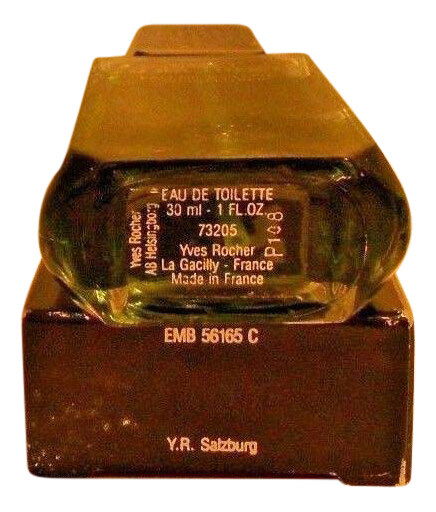 EAU DE TOILETTE
30 ml - 1 FL.OZ
73205
Yves Rocher
La Gacilly - France
Made in France
Yves Rocher
AB Helsingborg
P108
EMB 56165 C
Y.R. Salzburg